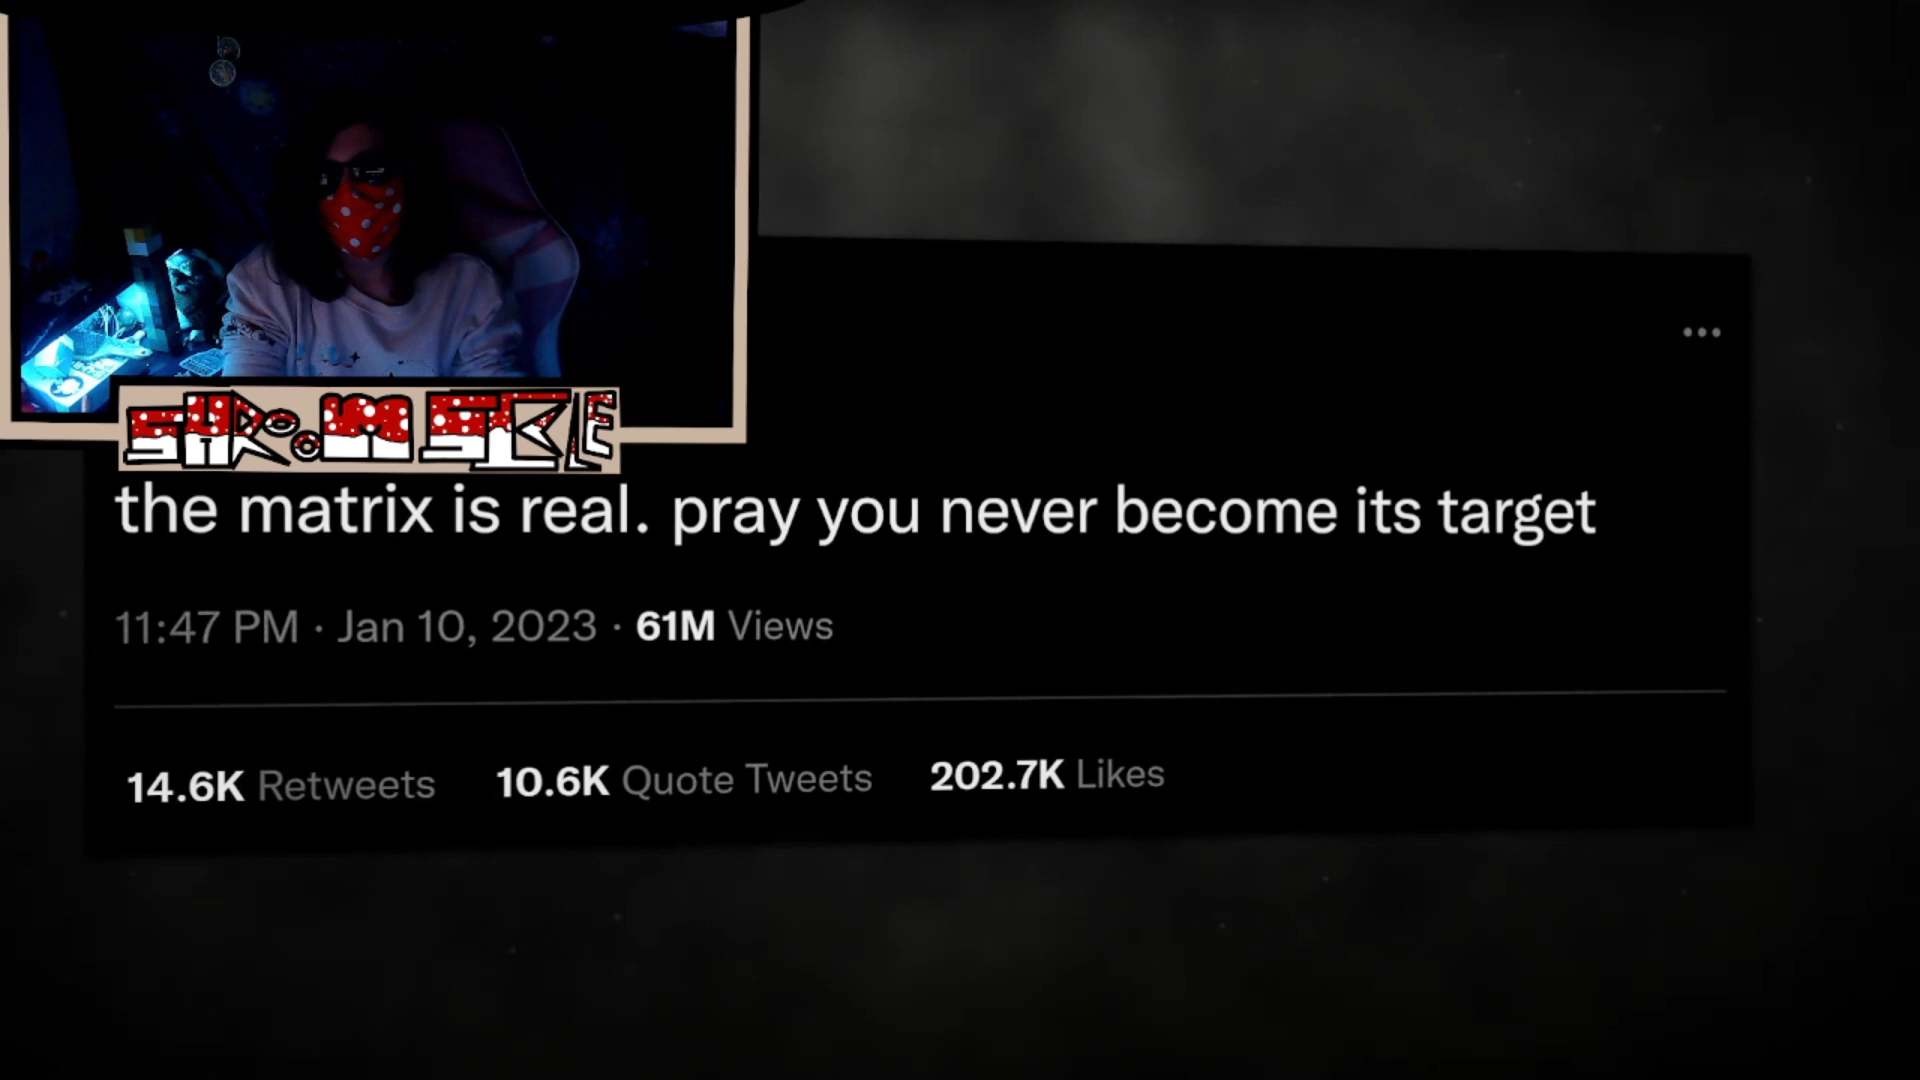 SHROOMSKIE
the matrix is real. pray you never become its target
11:47 PM · Jan 10, 2023 · 61M Views
14.6K Retweets 10.6K Quote Tweets 202.7K Likes